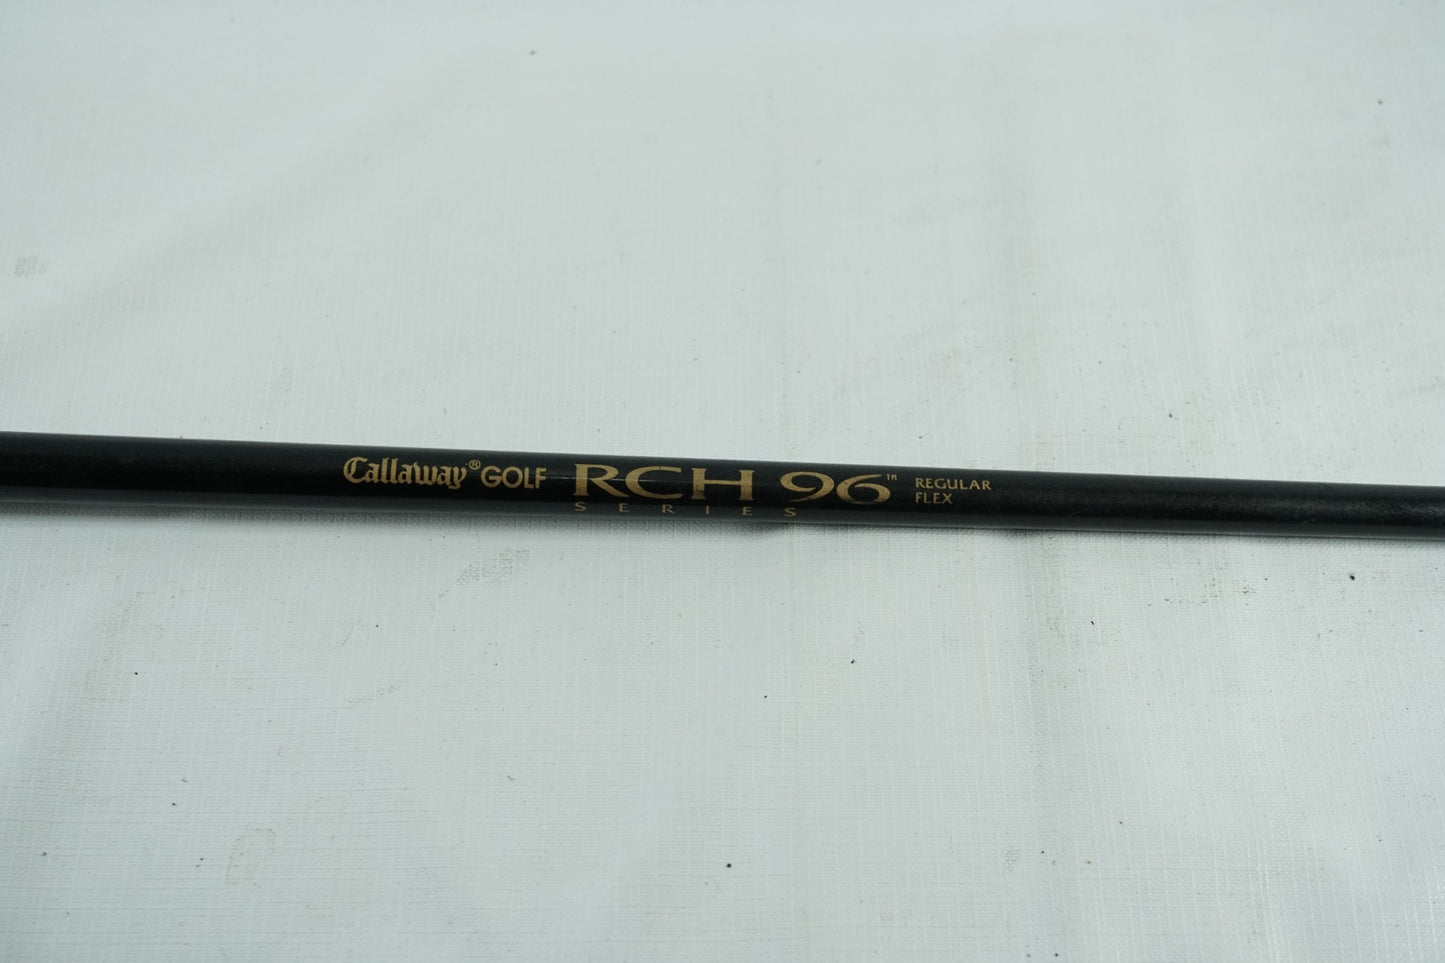 Callaway® GOLF RCH 96™ REGULAR
SERIES FLEX